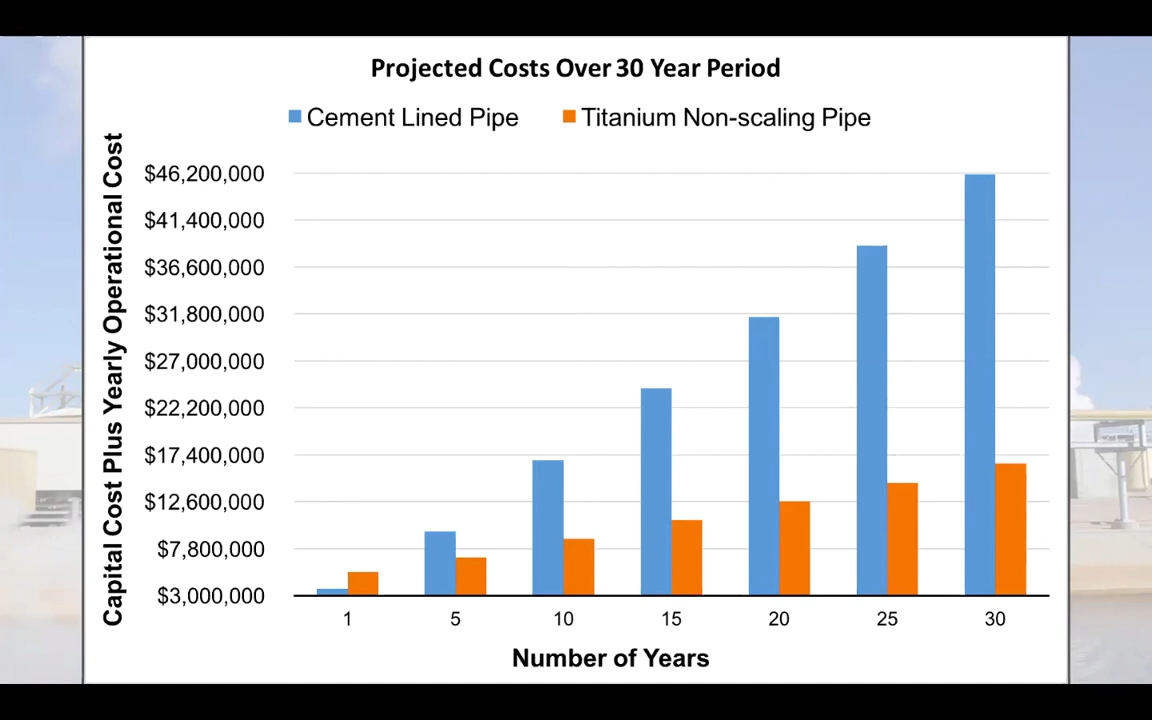 Projected Costs Over 30 Year Period
Cement Lined Pipe
Titanium Non-scaling Pipe
Capital Cost Plus Yearly Operational Cost
$46,200,000
$41,400,000
$36,600,000
$31,800,000
$27,000,000
$22,200,000
$17,400,000
$12,600,000
$7,800,000
$3,000,000
1 5 10 15 20 25 30
Number of Years